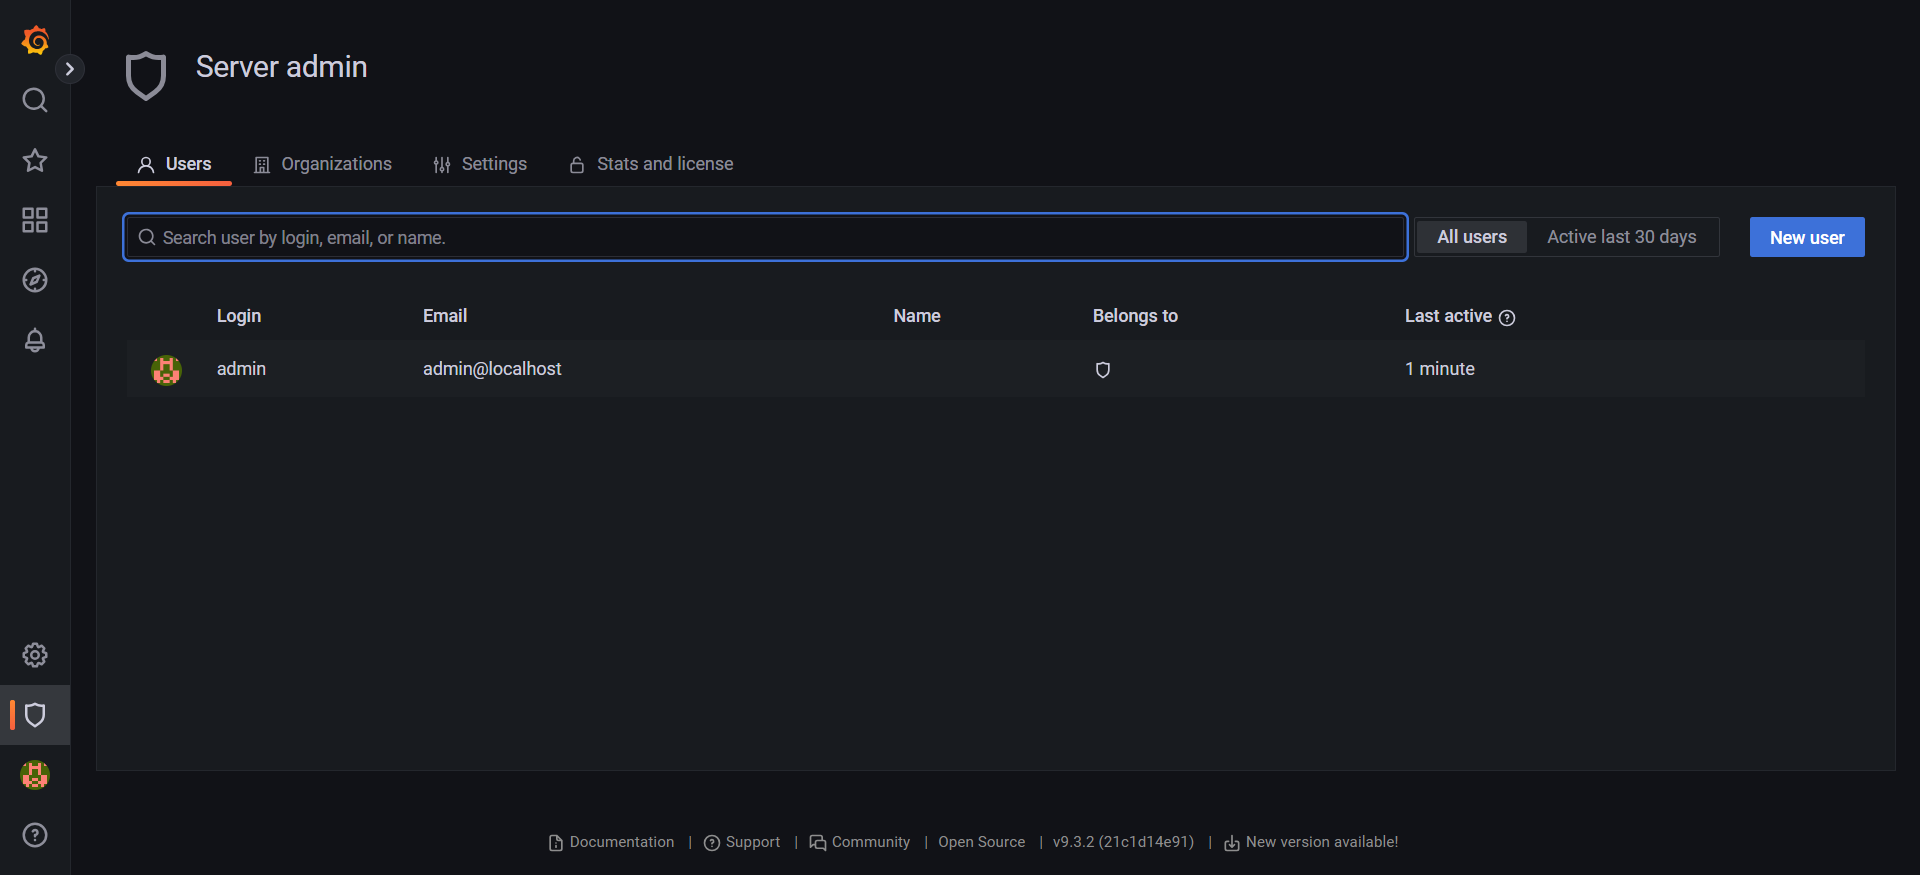 Server admin
Users Organizations Settings Stats and license
Search user by login, email, or name. All users Active last 30 days New user
Login Email Name Belongs to Last active
admin admin@localhost 1 minute
Documentation | Support | Community | Open Source | v9.3.2 (21c1d14e91) | New version available!